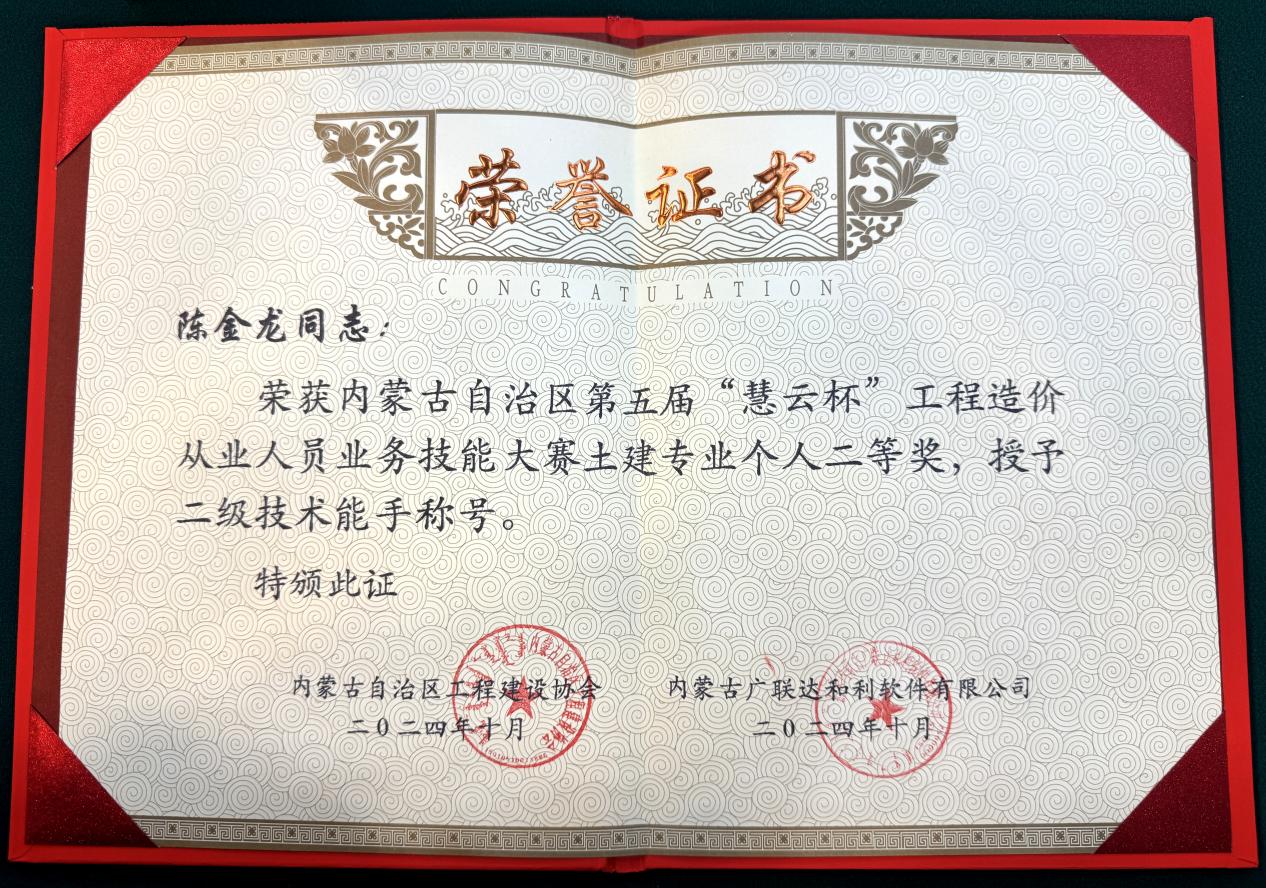 荣誉证书
CONGRATULATION
陈金龙同志：
荣获内蒙古自治区第五届“慧云杯”工程造价
从业人员业务技能大赛土建专业个人二等奖，授予
二级技术能手称号。
特颁此证
内蒙古自治区工程建设协会
内蒙古广联达和利软件有限公司
二0二四年十月
二0二四年十月